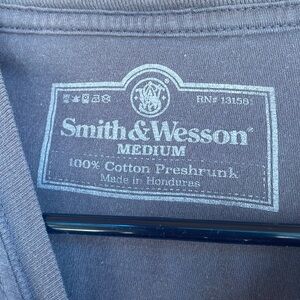 RN# 13158
Smith&Wesson
MEDIUM
100% Cotton Preshrunk
Made in Honduras